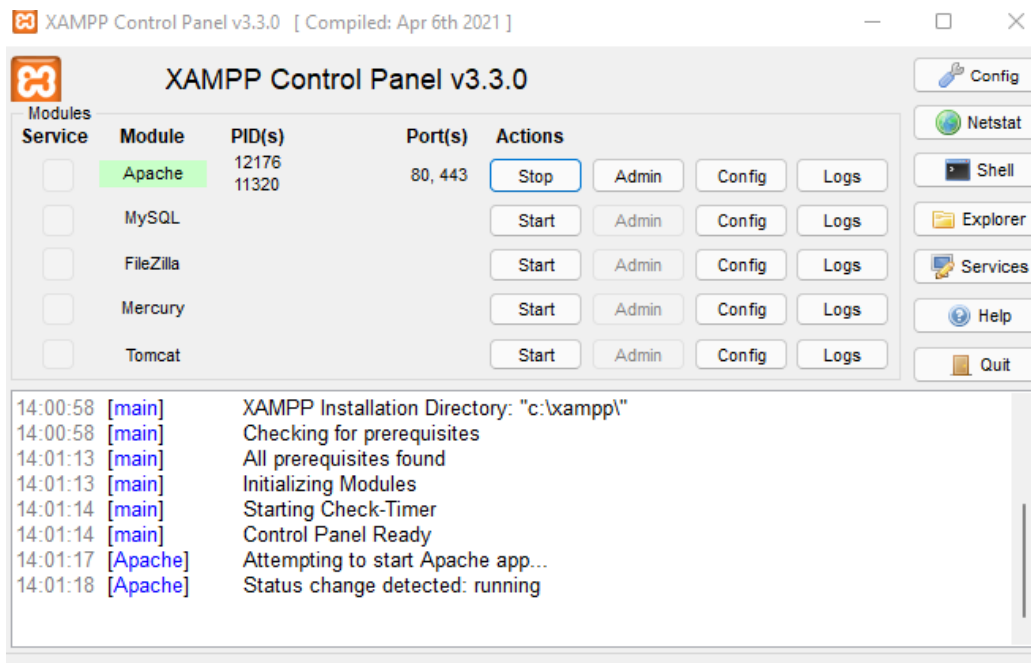 XAMPP Control Panel v3.3.0 [ Compiled: Apr 6th 2021 ]
XAMPP Control Panel v3.3.0
Config
Modules
Service Module PID(s) Port(s) Actions
Netstat
Apache 12176 11320 80, 443 Stop Admin Config Logs
Shell
MySQL Start Admin Config Logs
Explorer
FileZilla Start Admin Config Logs
Services
Mercury Start Admin Config Logs
Help
Tomcat Start Admin Config Logs
Quit
14:00:58 [main] XAMPP Installation Directory: "c:\xampp\"
14:00:58 [main] Checking for prerequisites
14:01:13 [main] All prerequisites found
14:01:13 [main] Initializing Modules
14:01:14 [main] Starting Check-Timer
14:01:14 [main] Control Panel Ready
14:01:17 [Apache] Attempting to start Apache app...
14:01:18 [Apache] Status change detected: running